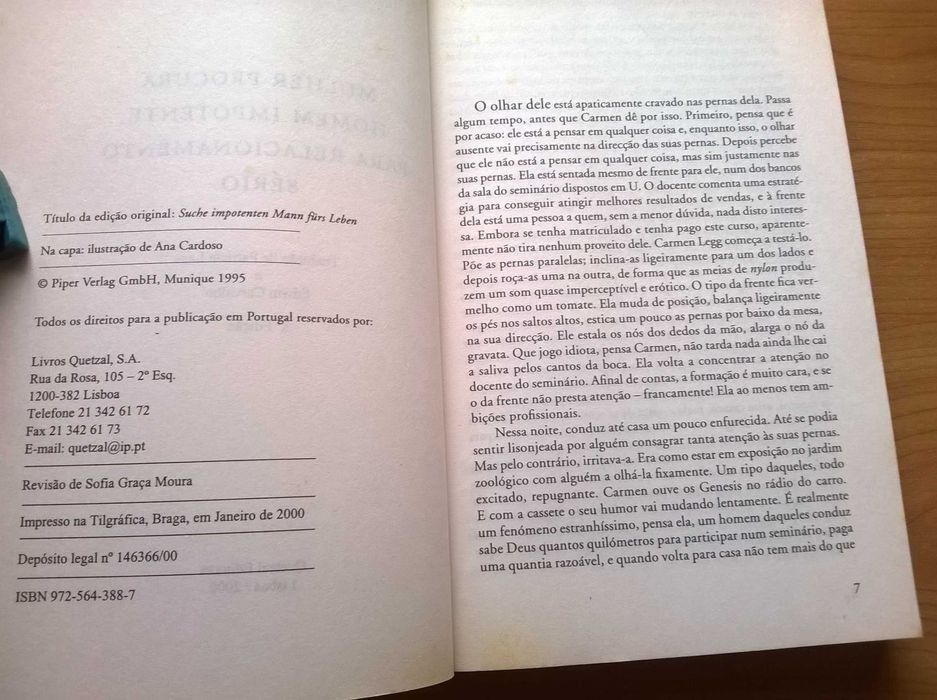 Título da edição original: Suche impotenten Mann fürs Leben
Na capa: ilustração de Ana Cardoso
© Piper Verlag GmbH, Munique 1995
Todos os direitos para a publicação em Portugal reservados por:
Livros Quetzal, S.A.
Rua da Rosa, 105 – 2º Esq.
1200-382 Lisboa
Telefone 21 342 61 72
Fax 21 342 61 73
E-mail: quetzal@ip.pt
Revisão de Sofia Graça Moura
Impresso na Tilgráfica, Braga, em Janeiro de 2000
Depósito legal nº 146366/00
ISBN 972-564-388-7
O olhar dele está apaticamente cravado nas pernas dela. Passa
algum tempo, antes que Carmen dê por isso. Primeiro, pensa que é
por acaso: ele está a pensar em qualquer coisa e, enquanto isso, o olhar
ausente vai precisamente na direcção das suas pernas. Depois percebe
que ele não está a pensar em qualquer coisa, mas sim justamente nas
suas pernas. Ela está sentada mesmo de frente para ele, num dos bancos
da sala do seminário dispostos em U. O docente comenta uma estraté-
gia para conseguir atingir melhores resultados de vendas, e à frente
dela está uma pessoa a quem, sem a menor dúvida, nada disto interes-
sa. Embora se tenha matriculado e tenha pago este curso, aparente-
mente não tira nenhum proveito dele. Carmen Legg começa a testá-lo.
Põe as pernas paralelas; inclina-as ligeiramente para um dos lados e
depois roça-as uma na outra, de forma que as meias de nylon produ-
zem um som quase imperceptível e erótico. O tipo da frente fica ver-
melho como um tomate. Ela muda de posição, balança ligeiramente
os pés nos saltos altos, estica um pouco as pernas por baixo da mesa,
na sua direcção. Ele estala os nós dos dedos da mão, alarga o nó da
gravata. Que jogo idiota, pensa Carmen, não tarda nada ainda lhe cai
a saliva pelos cantos da boca. Ela volta a concentrar a atenção no
docente do seminário. Afinal de contas, a formação é muito cara, e se
o da frente não presta atenção – francamente! Ela ao menos tem am-
bições profissionais.
Nessa noite, conduz até casa um pouco enfurecida. Até se podia
sentir lisonjeada por alguém consagrar tanta atenção às suas pernas.
Mas pelo contrário, irritava-a. Era como estar em exposição no jardim
zoológico com alguém a olhá-la fixamente. Um tipo daqueles, todo
excitado, repugnante. Carmen ouve os Genesis no rádio do carro.
E com a cassete o seu humor vai mudando lentamente. É realmente
um fenómeno estranhíssimo, pensa ela, um homem daqueles conduz
sabe Deus quantos quilómetros para participar num seminário, paga
uma quantia razoável, e quando volta para casa não tem mais do que
7